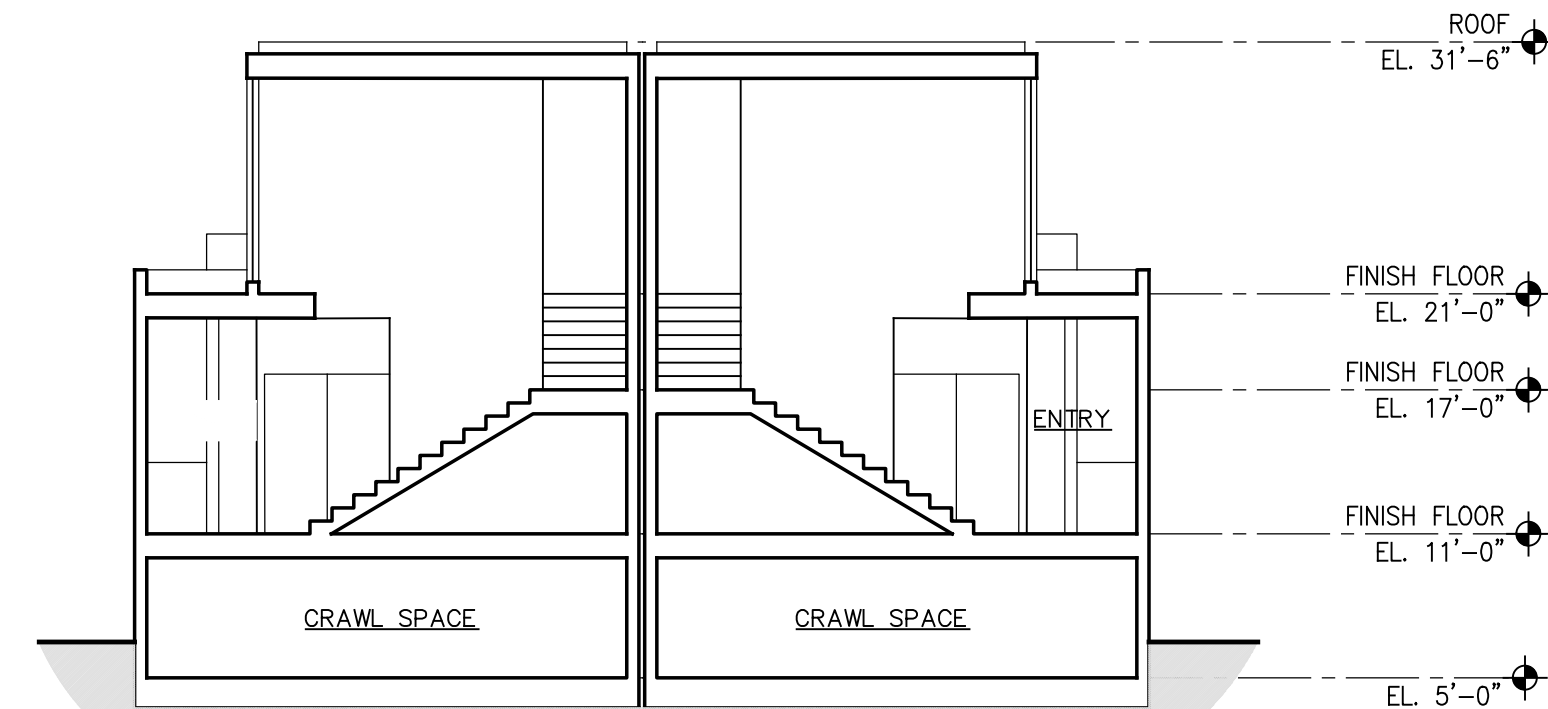 ROOF
EL. 31'-6"
FINISH FLOOR
EL. 21'-0"
FINISH FLOOR
EL. 17'-0"
ENTRY
FINISH FLOOR
EL. 11'-0"
CRAWL SPACE
CRAWL SPACE
EL. 5'-0"